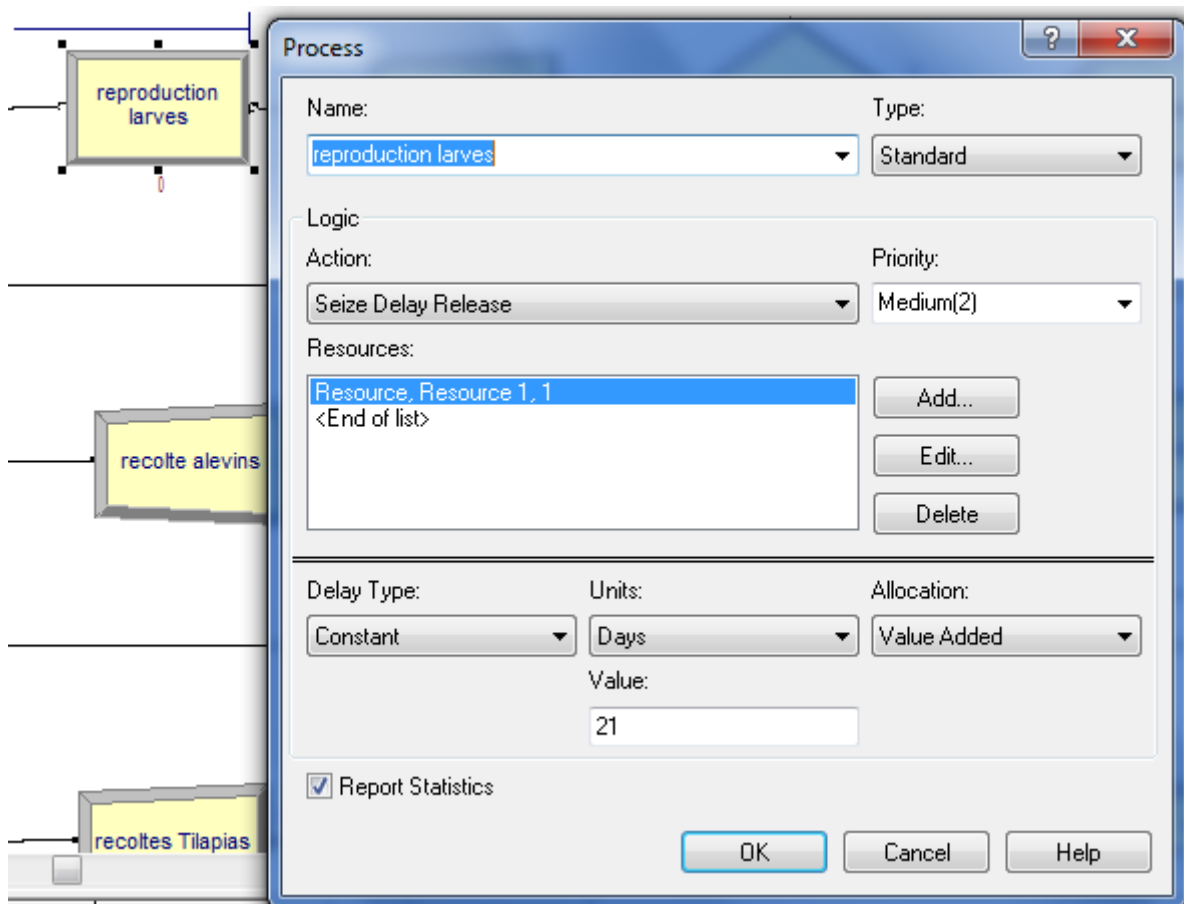 reproduction
larves
0
recolte alevins
recoltes Tilapias
Process
?
Name:
Type:
reproduction larves
Standard
Logic
Action:
Priority:
Seize Delay Release
Medium(2)
Resources:
Resource, Resource 1, 1
<End of list>
Add...
Edit...
Delete
Delay Type:
Units:
Allocation:
Constant
Days
Value Added
Value:
21
Report Statistics
OK
Cancel
Help